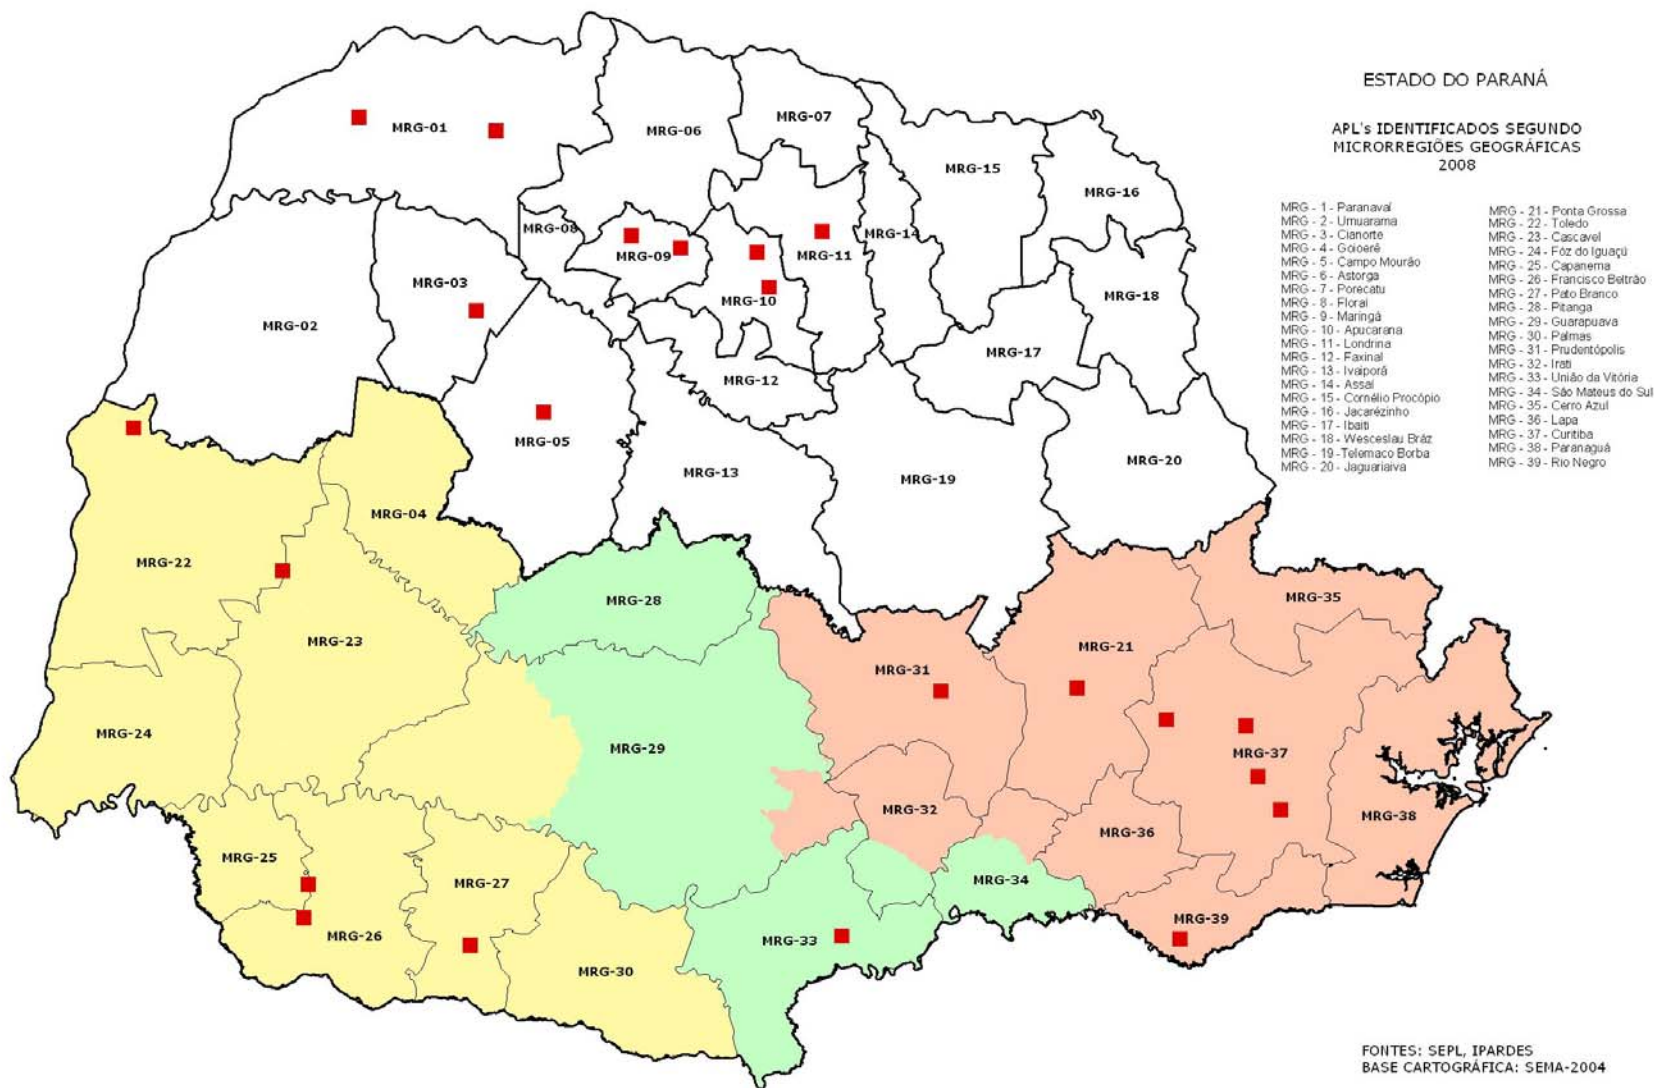 ESTADO DO PARANÁ
APL's IDENTIFICADOS SEGUNDO
MICRORREGIÕES GEOGRÁFICAS
2008
MRG - 1 - Paranavaí
MRG - 2 - Umuarama
MRG - 3 - Cianorte
MRG - 4 - Goioerê
MRG - 5 - Campo Mourão
MRG - 6 - Astorga
MRG - 7 - Porecatu
MRG - 8 - Floraí
MRG - 9 - Maringá
MRG - 10 - Apucarana
MRG - 11 - Londrina
MRG - 12 - Faxinal
MRG - 13 - Ivaiporã
MRG - 14 - Assaí
MRG - 15 - Cornélio Procópio
MRG - 16 - Jacarézinho
MRG - 17 - Ibaiti
MRG - 18 - Wesceslau Bráz
MRG - 19 -Telemaco Borba
MRG - 20 - Jaguariaiva
MRG - 21 - Ponta Grossa
MRG - 22 - Toledo
MRG - 23 - Cascavel
MRG - 24 - Fóz do Iguaçú
MRG - 25 - Capanema
MRG - 26 - Francisco Beltrão
MRG - 27 - Pato Branco
MRG - 28 - Pitanga
MRG - 29 - Guarapuava
MRG - 30 - Palmas
MRG - 31 - Prudentópolis
MRG - 32 - Irati
MRG - 33 - União da Vitória
MRG - 34 - São Mateus do Sul
MRG - 35 - Cerro Azul
MRG - 36 - Lapa
MRG - 37 - Curitiba
MRG - 38 - Paranaguá
MRG - 39 - Rio Negro
MRG-01
MRG-06
MRG-07
MRG-15
MRG-16
MRG-08
MRG-14
MRG-09
MRG-11
MRG-03
MRG-18
MRG-10
MRG-02
MRG-17
MRG-12
MRG-05
MRG-20
MRG-13
MRG-19
MRG-04
MRG-22
MRG-28
MRG-35
MRG-23
MRG-21
MRG-31
MRG-24
MRG-29
MRG-37
MRG-32
MRG-38
MRG-36
MRG-25
MRG-27
MRG-34
MRG-39
MRG-26
MRG-33
MRG-30
FONTES: SEPL, IPARDES
BASE CARTOGRÁFICA: SEMA-2004